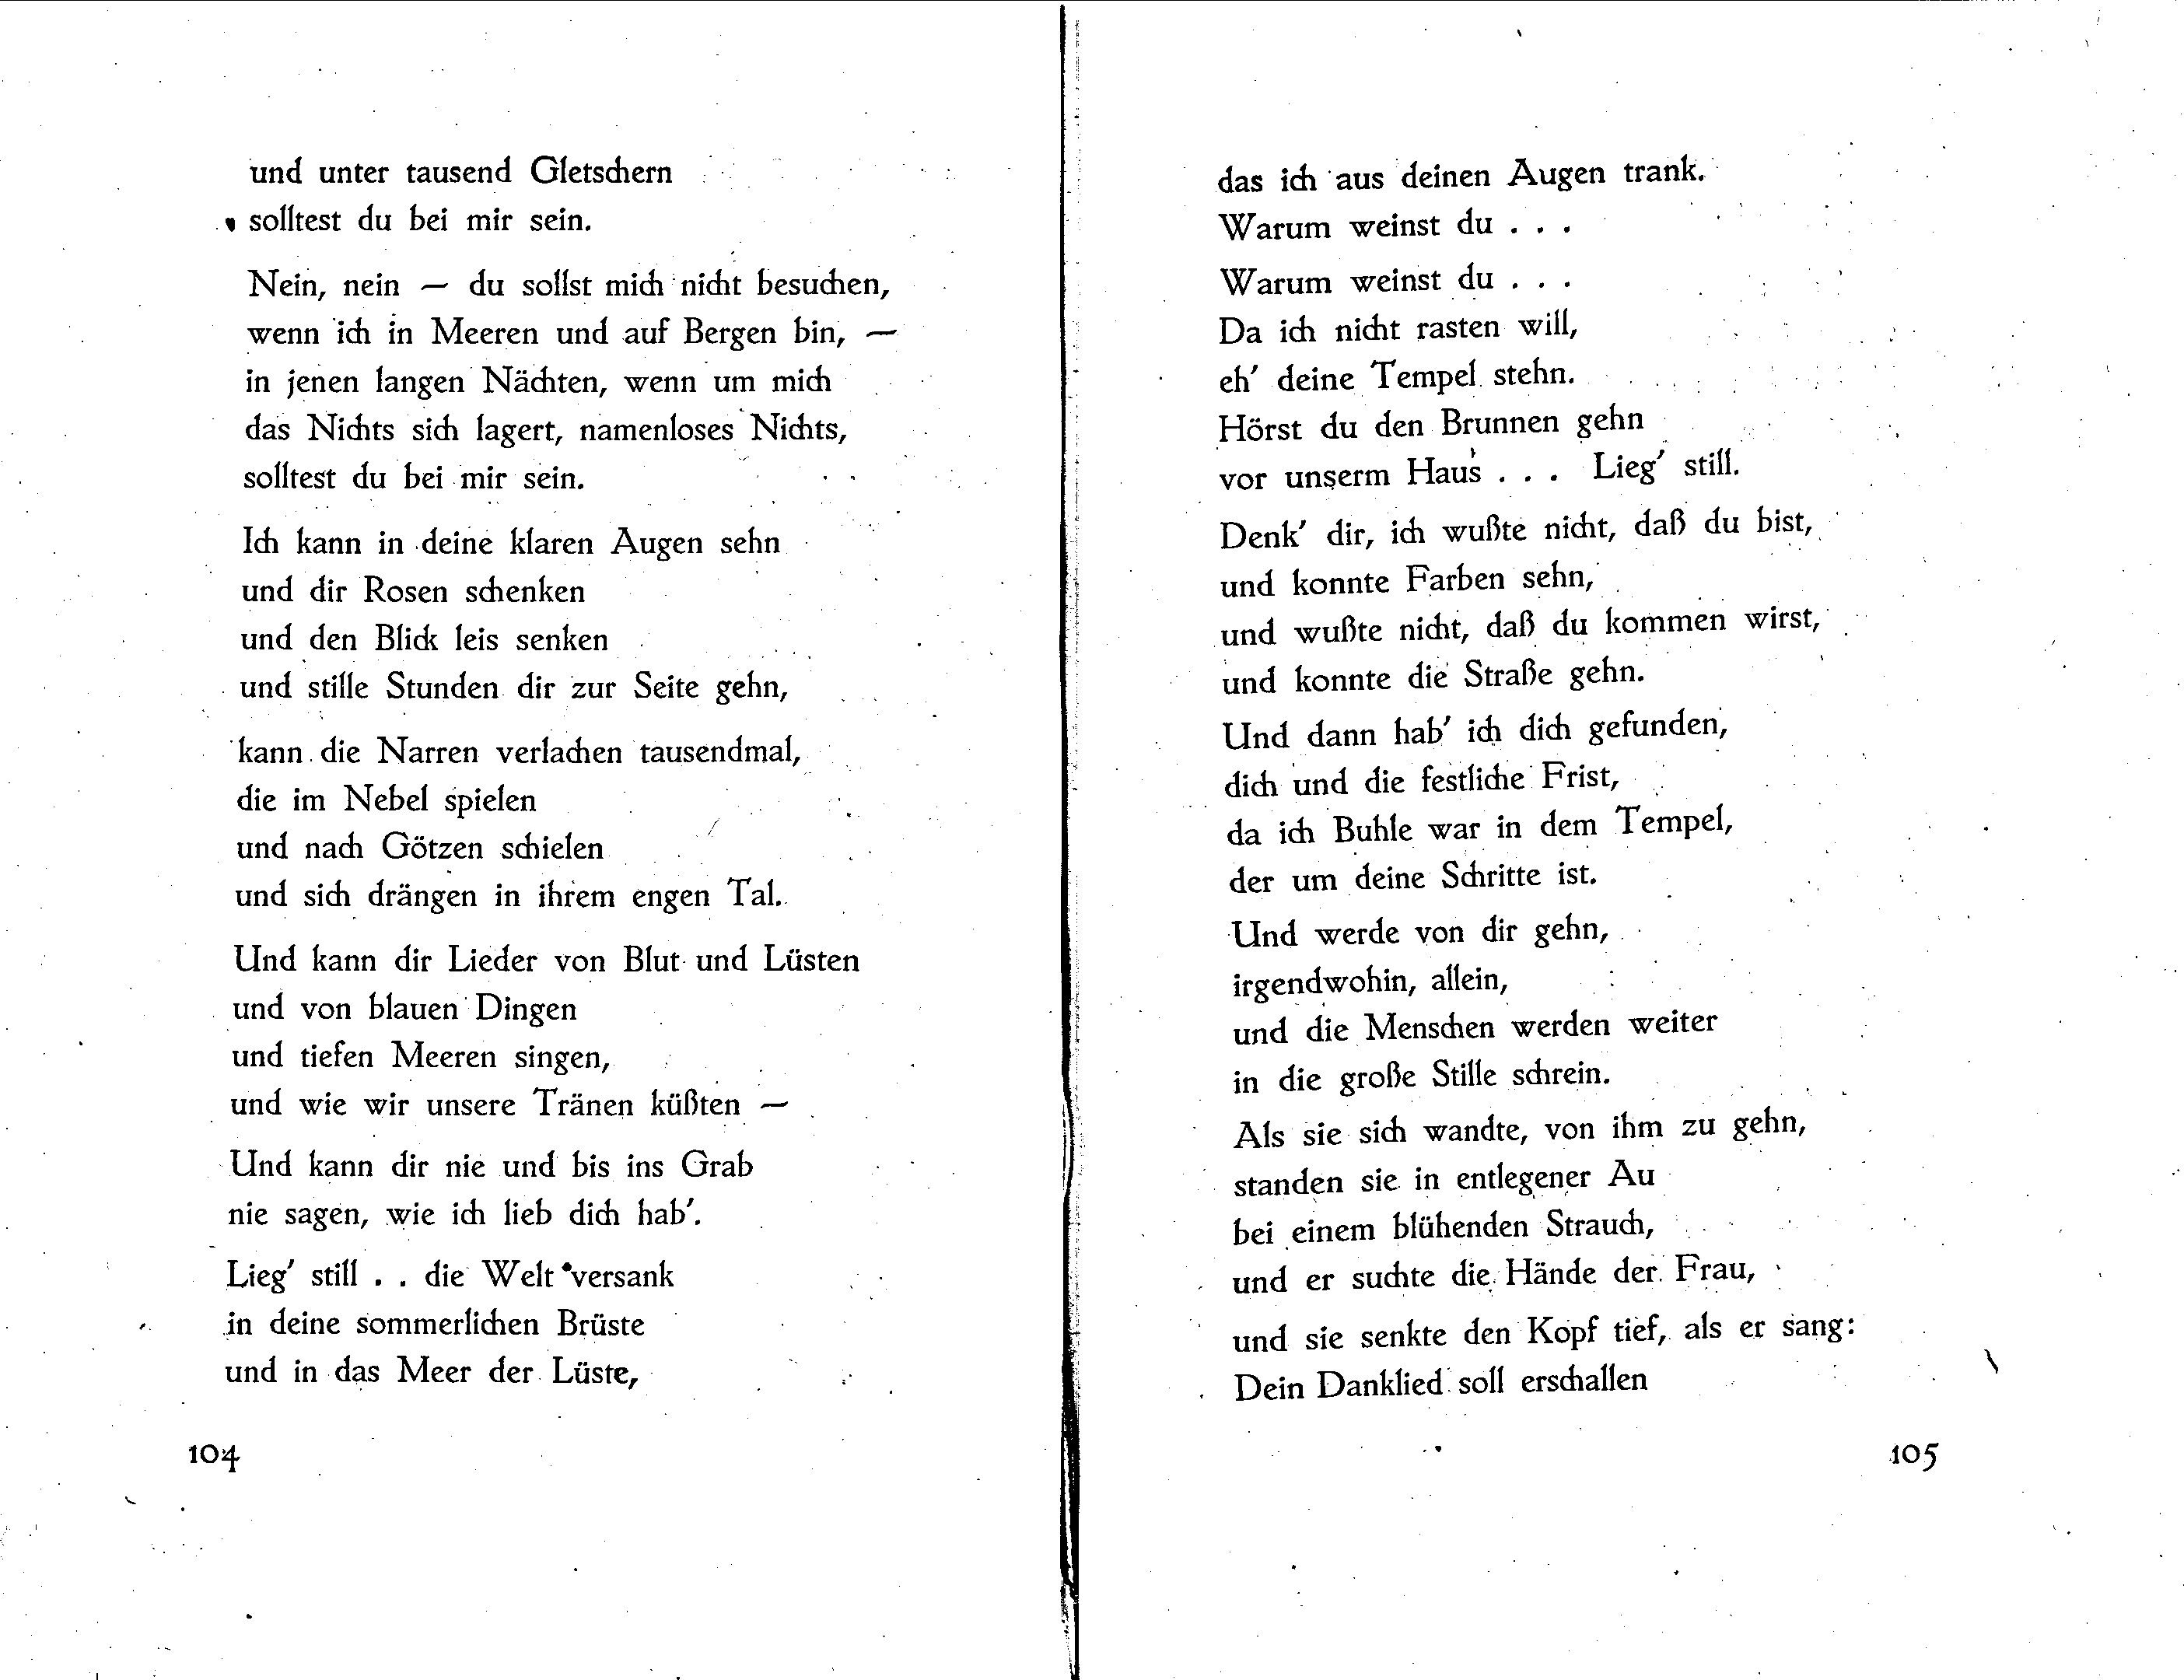 und unter tausend Gletschern
solltest du bei mir sein.
Nein, nein — du sollst mich nicht besuchen,
wenn ich in Meeren und auf Bergen bin, —
in jenen langen Nächten, wenn um mich
das Nichts sich lagert, namenloses Nichts,
solltest du bei mir sein.
Ich kann in deine klaren Augen sehn
und dir Rosen schenken
und den Blick leis senken
und stille Stunden dir zur Seite gehn,
kann die Narren verlachen tausendmal,
die im Nebel spielen
und nach Götzen schielen
und sich drängen in ihrem engen Tal.
Und kann dir Lieder von Blut und Lüsten
und von blauen Dingen
und tiefen Meeren singen,
und wie wir unsere Tränen küßten —
Und kann dir nie und bis ins Grab
nie sagen, wie ich lieb dich hab'.
Lieg' still . . die Welt versank
in deine sommerlichen Brüste
und in das Meer der Lüste,
104
das ich aus deinen Augen trank.
Warum weinst du . . .
Warum weinst du . . .
Da ich nicht rasten will,
eh' deine Tempel stehn.
Hörst du den Brunnen gehn
vor unserm Haus . . . Lieg' still.
Denk' dir, ich wußte nicht, daß du bist,
und konnte Farben sehn,
und wußte nicht, daß du kommen wirst,
und konnte die Straße gehn.
Und dann hab' ich dich gefunden,
dich und die festliche Frist,
da ich Buhle war in dem Tempel,
der um deine Schritte ist.
Und werde von dir gehn,
irgendwohin, allein,
und die Menschen werden weiter
in die große Stille schrein.
Als sie sich wandte, von ihm zu gehn,
standen sie in entlegener Au
bei einem blühenden Strauch,
und er suchte die Hände der Frau,
und sie senkte den Kopf tief, als er sang:
Dein Danklied soll erschallen
105